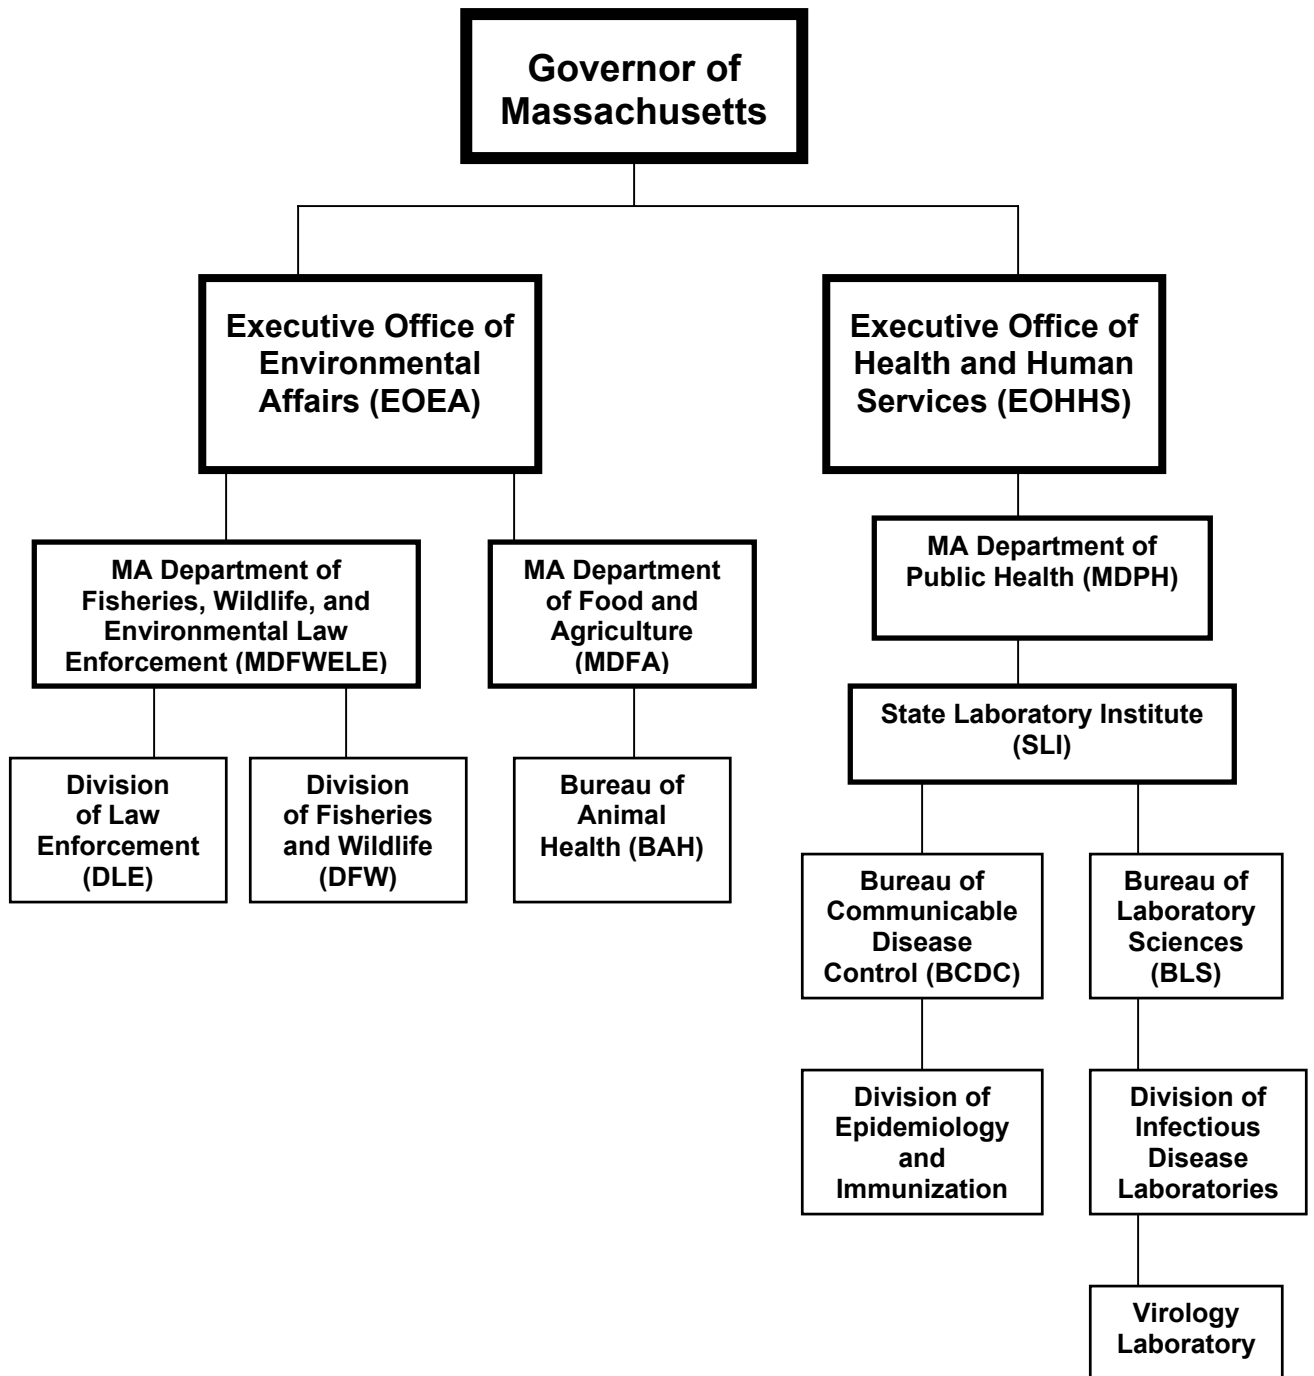 Governor of
Massachusetts
Executive Office of
Environmental
Affairs (EOEA)
Executive Office of
Health and Human
Services (EOHHS)
MA Department of
Fisheries, Wildlife, and
Environmental Law
Enforcement (MDFWELE)
MA Department
of Food and
Agriculture
(MDFA)
MA Department of
Public Health (MDPH)
State Laboratory Institute
(SLI)
Division
of Law
Enforcement
(DLE)
Division
of Fisheries
and Wildlife
(DFW)
Bureau of
Animal
Health (BAH)
Bureau of
Communicable
Disease
Control (BCDC)
Bureau of
Laboratory
Sciences
(BLS)
Division of
Epidemiology
and
Immunization
Division of
Infectious
Disease
Laboratories
Virology
Laboratory